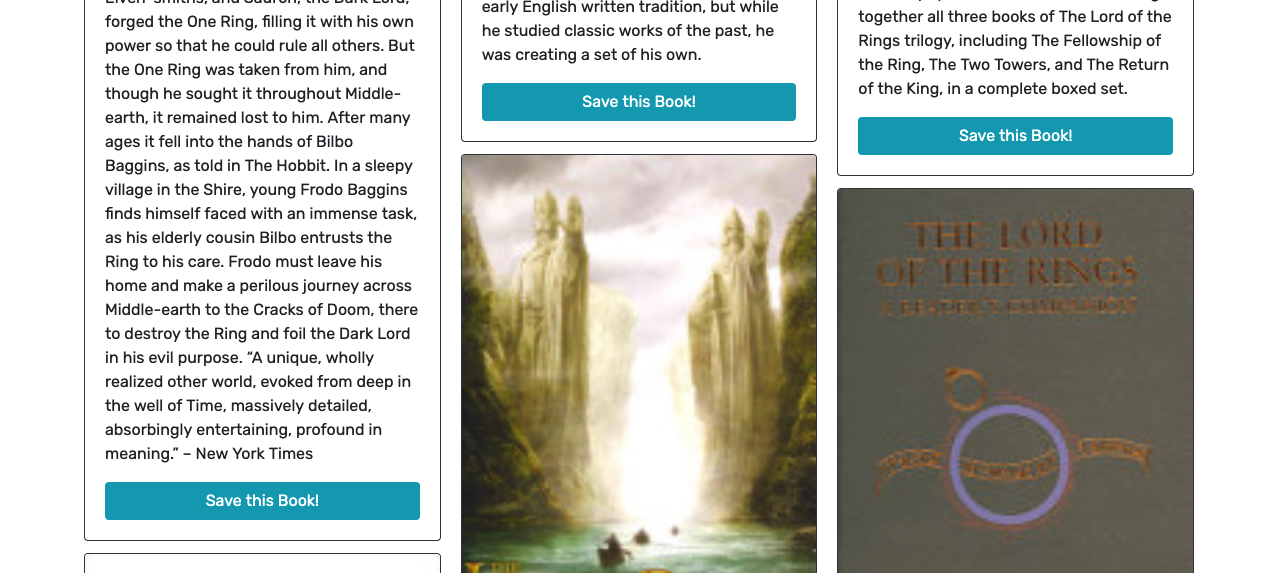 forged the One Ring, filling it with his own
power so that he could rule all others. But
the One Ring was taken from him, and
though he sought it throughout Middle-
earth, it remained lost to him. After many
ages it fell into the hands of Bilbo
Baggins, as told in The Hobbit. In a sleepy
village in the Shire, young Frodo Baggins
finds himself faced with an immense task,
as his elderly cousin Bilbo entrusts the
Ring to his care. Frodo must leave his
home and make a perilous journey across
Middle-earth to the Cracks of Doom, there
to destroy the Ring and foil the Dark Lord
in his evil purpose. “A unique, wholly
realized other world, evoked from deep in
the well of Time, massively detailed,
absorbingly entertaining, profound in
meaning.” – New York Times
Save this Book!
early English written tradition, but while
he studied classic works of the past, he
was creating a set of his own.
Save this Book!
together all three books of The Lord of the
Rings trilogy, including The Fellowship of
the Ring, The Two Towers, and The Return
of the King, in a complete boxed set.
Save this Book!
THE LORD
OF THE RINGS
A READER'S COMPANION